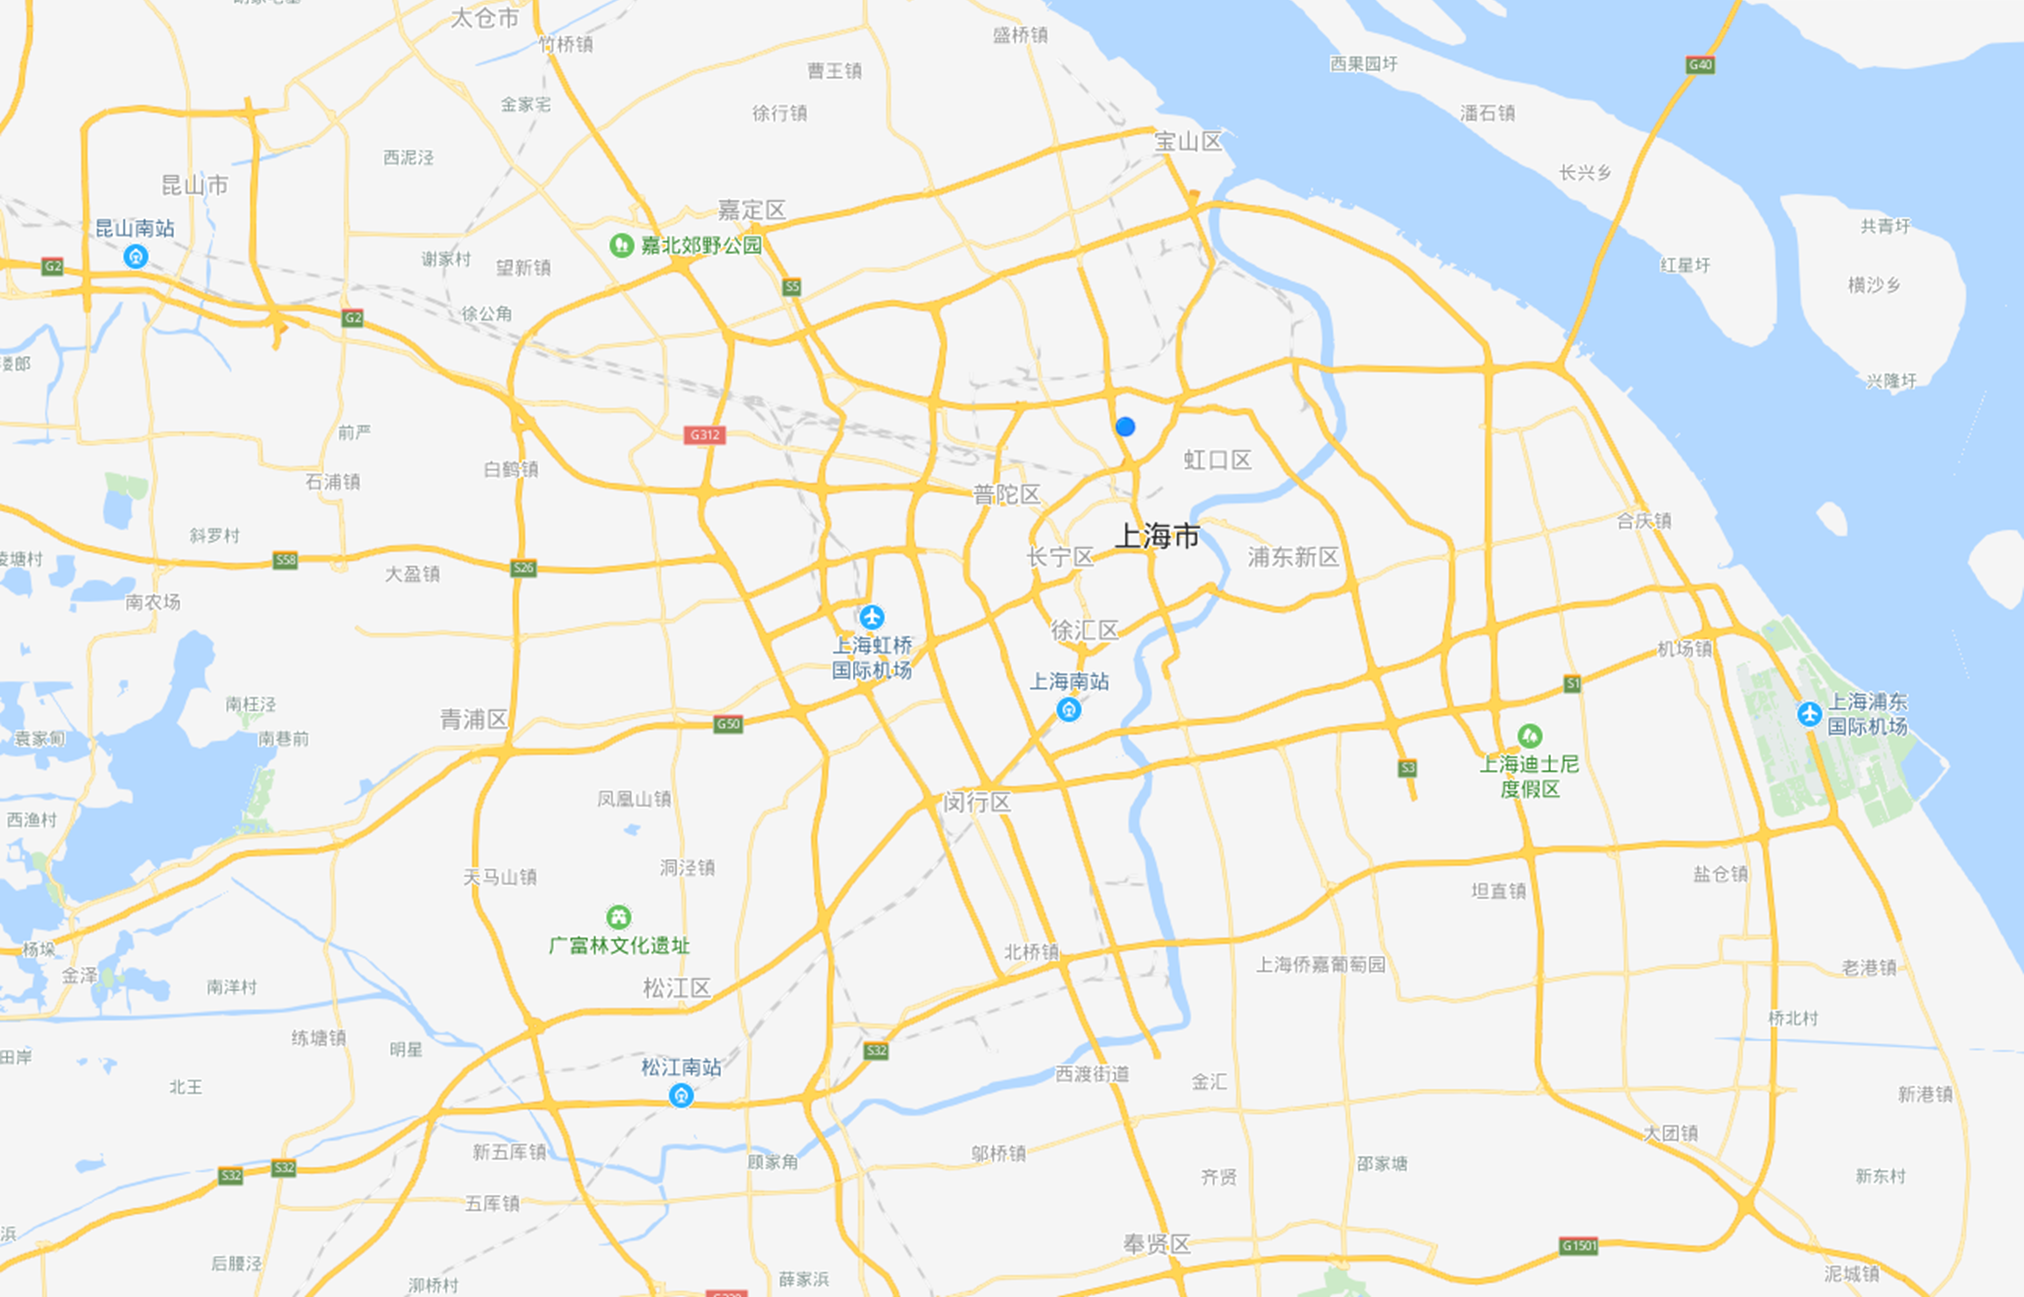 太仓市
盛桥镇
竹桥镇
西果园圩
G40
曹王镇
金家宅
徐行镇
潘石镇
宝山区
西泥泾
长兴乡
昆山市
嘉定区
昆山南站
共青圩
嘉北郊野公园
谢家村
望新镇
红星圩
G2
横沙乡
S5
徐公角
G2
兴隆圩
前严
G312
虹口区
白鹤镇
石浦镇
普陀区
合庆镇
斜罗村
上海市
长宁区
浦东新区
S58
S26
大盈镇
南农场
徐汇区
上海虹桥
国际机场
机场镇
上海南站
S1
南枉泾
上海浦东
国际机场
青浦区
G50
袁家甸
南巷前
S3
上海迪士尼
度假区
凤凰山镇
闵行区
西渔村
洞泾镇
天马山镇
盐仓镇
坦直镇
广富林文化遗址
杨垛
北桥镇
上海侨嘉葡萄园
老港镇
金泽
南洋村
松江区
桥北村
练塘镇
明星
S32
田岸
松江南站
西渡街道
金汇
北王
新港镇
大团镇
新五厍镇
顾家角
邬桥镇
邵家塘
S32
S32
齐贤
新东村
五厍镇
浜
奉贤区
G1501
后腰泾
泖桥村
薛家浜
泥城镇